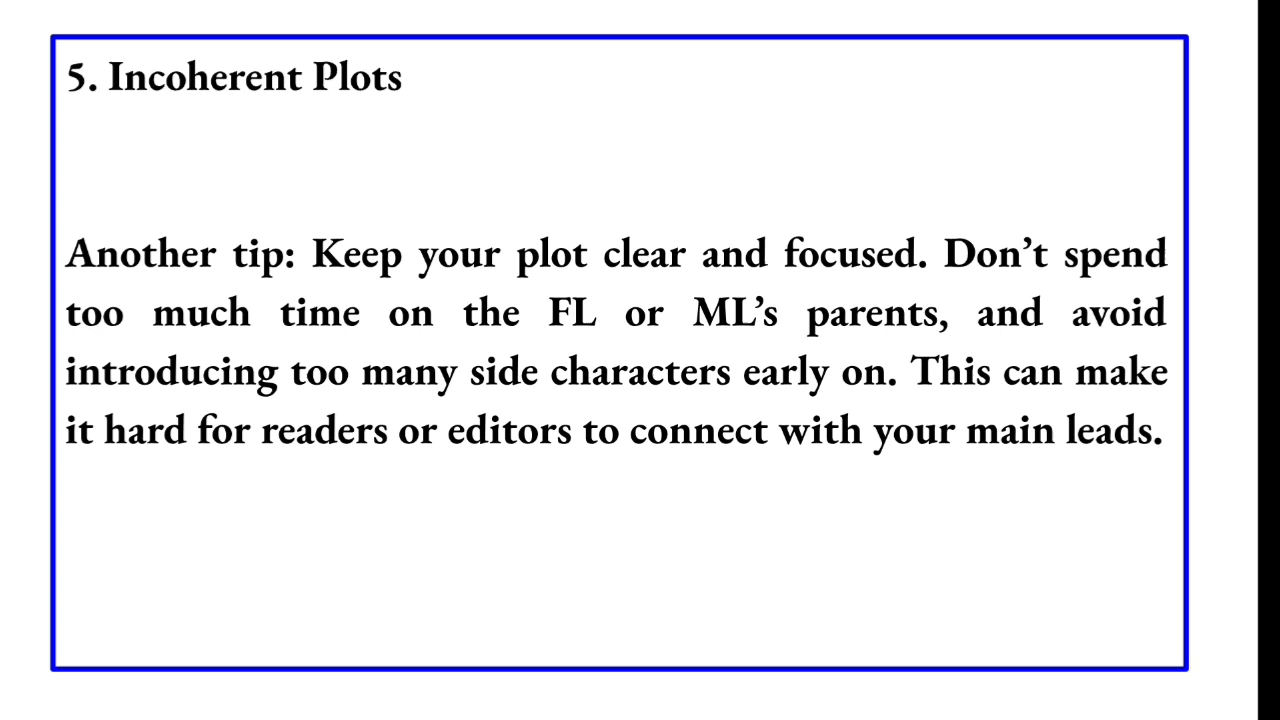 5. Incoherent Plots
Another tip: Keep your plot clear and focused. Don’t spend
too much time on the FL or ML’s parents, and avoid
introducing too many side characters early on. This can make
it hard for readers or editors to connect with your main leads.